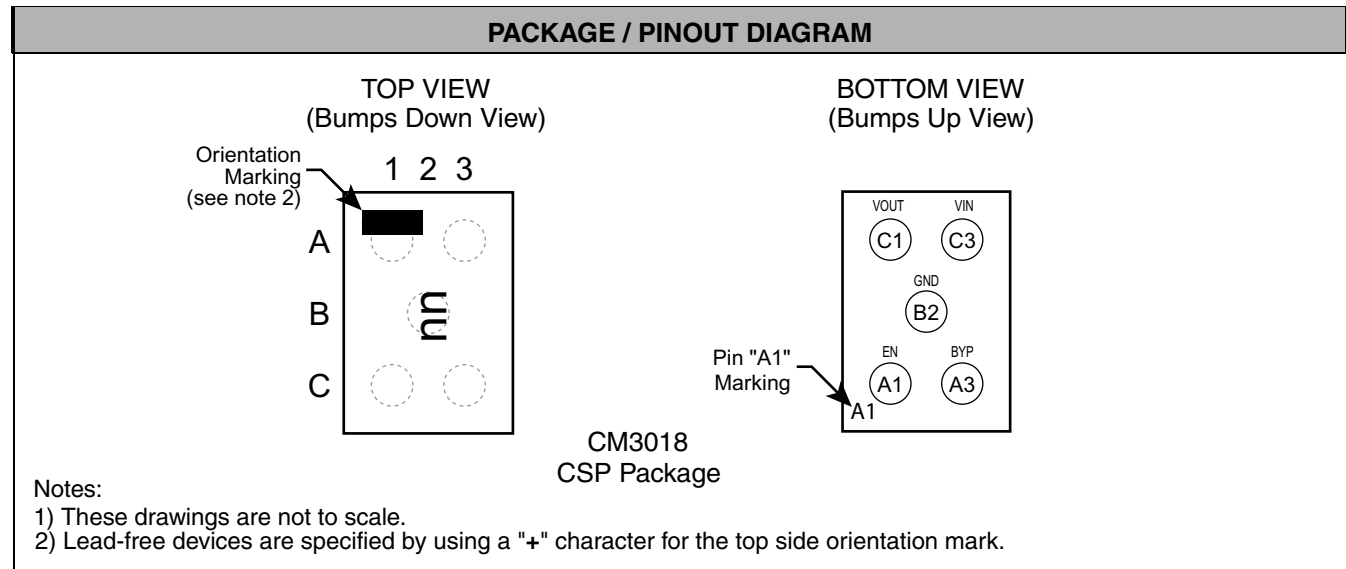 PACKAGE / PINOUT DIAGRAM
TOP VIEW
(Bumps Down View)
Orientation
Marking
(see note 2)
1 2 3
A
B
C
nn
BOTTOM VIEW
(Bumps Up View)
VOUT VIN
C1 C3
GND
B2
EN BYP
A1 A3
Pin "A1"
Marking
A1
CM3018
CSP Package
Notes:
1) These drawings are not to scale.
2) Lead-free devices are specified by using a "+" character for the top side orientation mark.